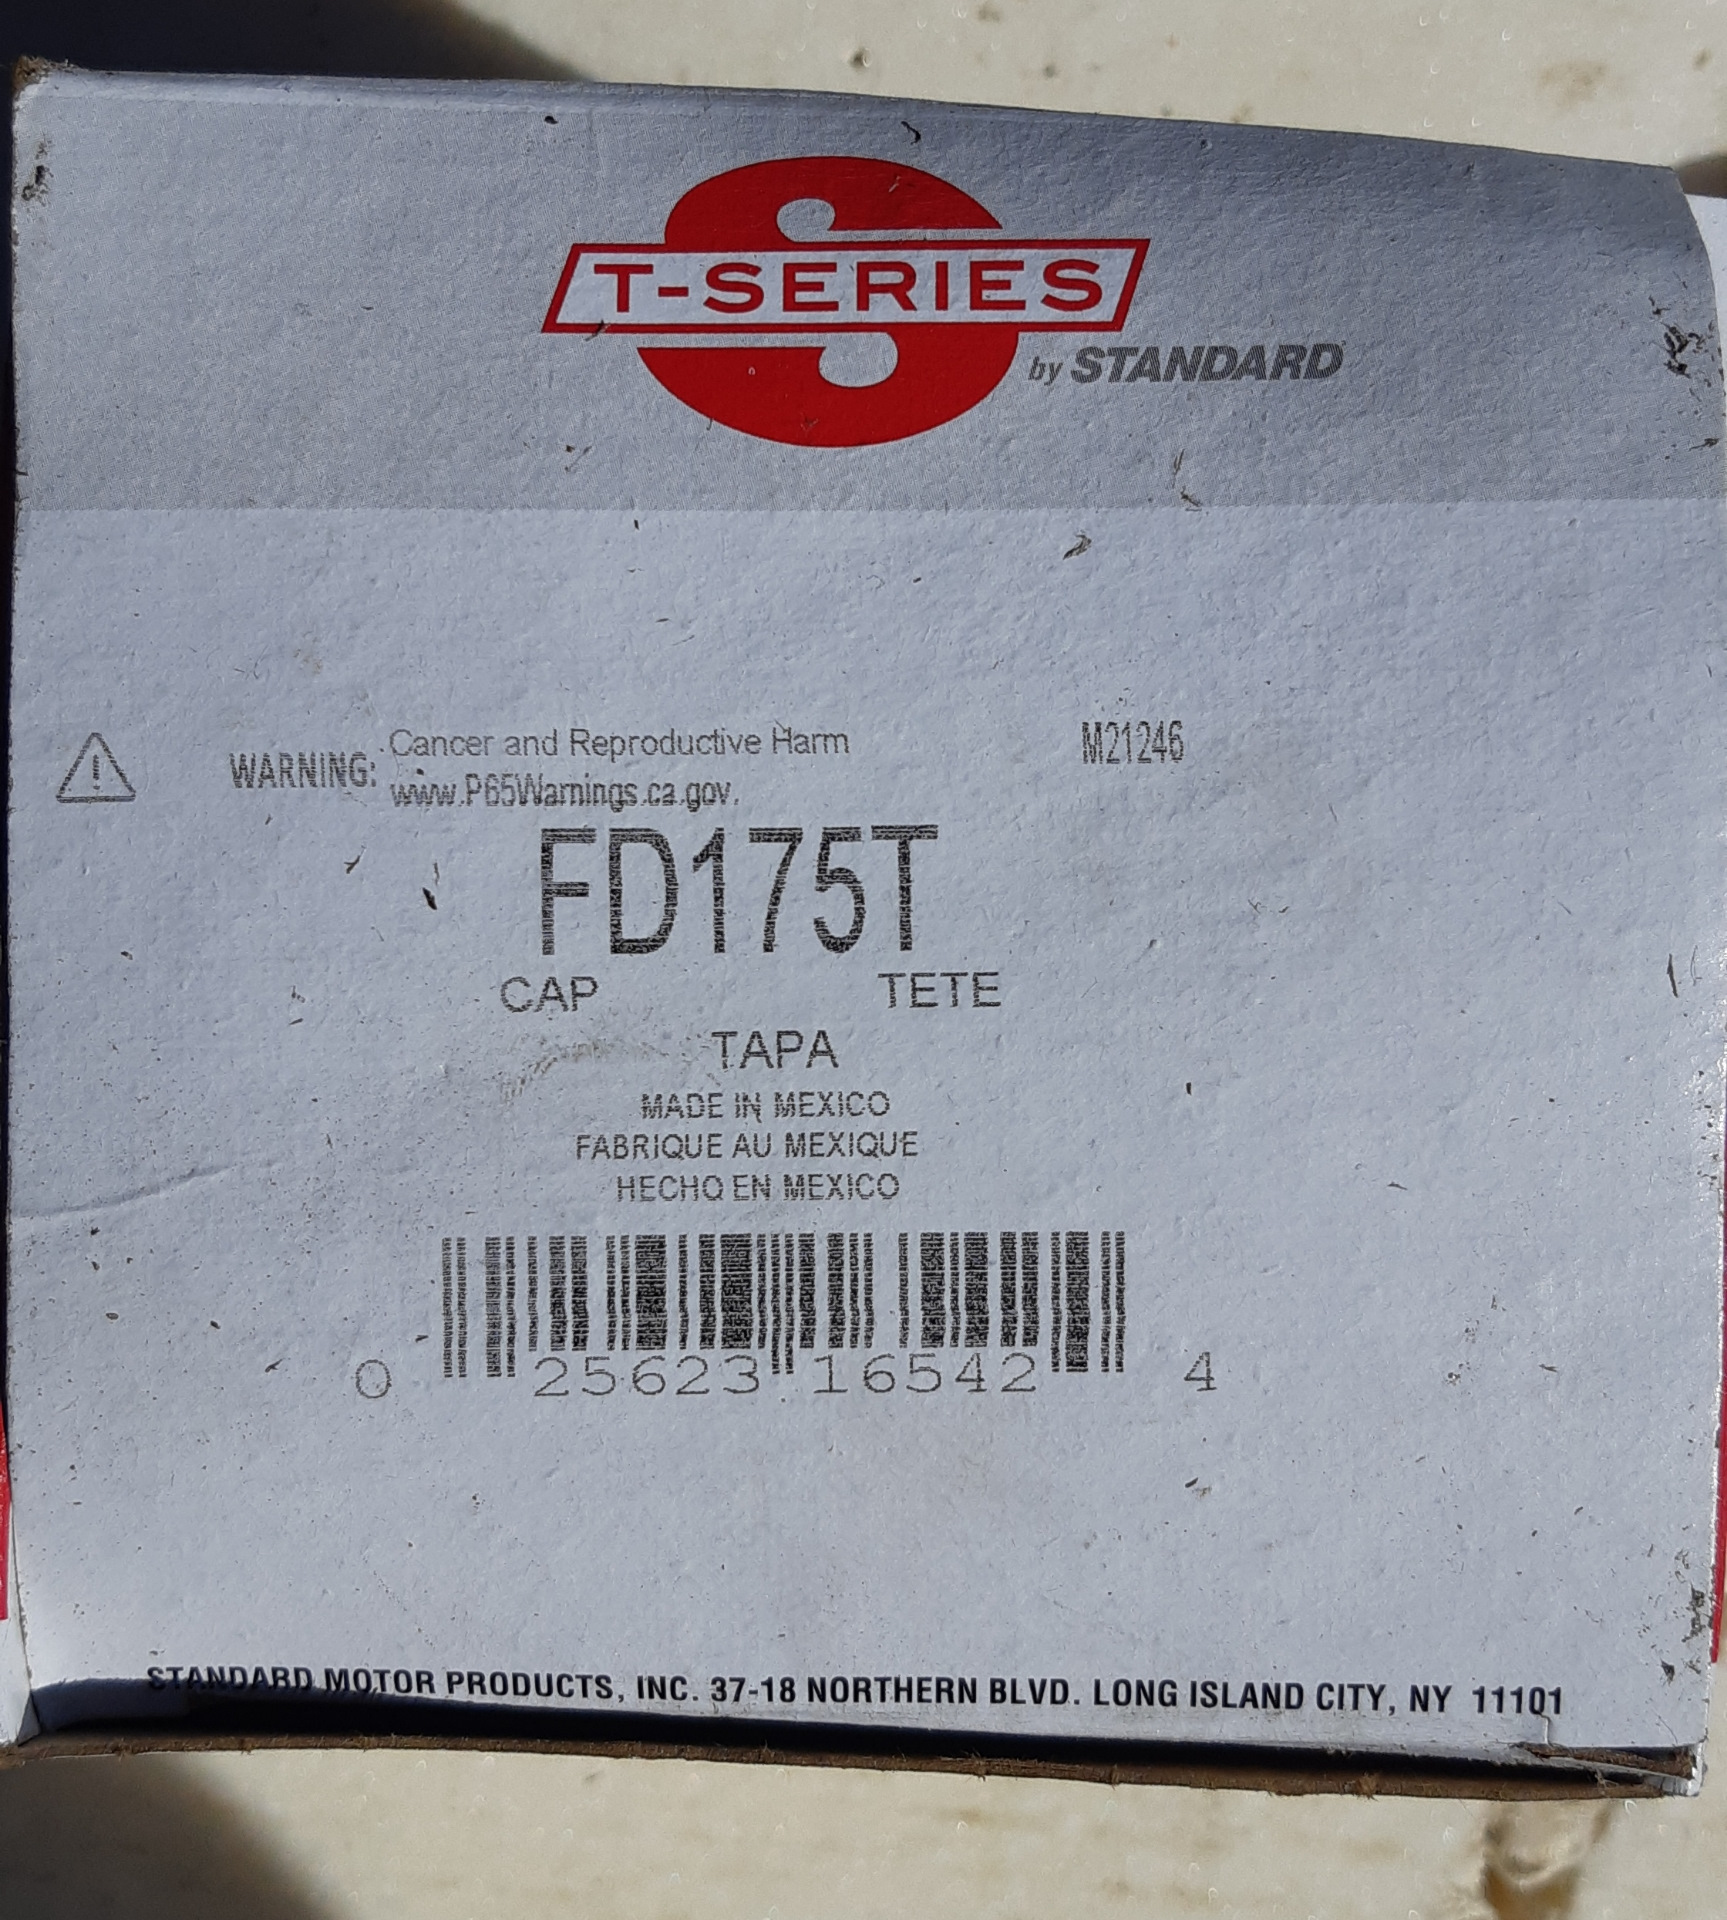 T-SERIES
by STANDARD
WARNING: Cancer and Reproductive Harm
www.P65Warnings.ca.gov.
M21246
FD175T
CAP TETE
TAPA
MADE IN MEXICO
FABRIQUE AU MEXIQUE
HECHO EN MEXICO
0 25623 16542 4
STANDARD MOTOR PRODUCTS, INC. 37-18 NORTHERN BLVD. LONG ISLAND CITY, NY 11101